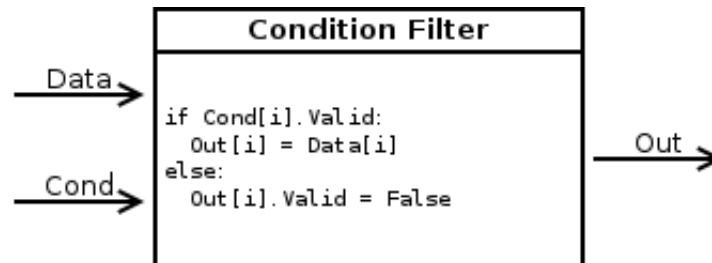 Condition Filter
Data
Cond
if Cond[i].Valid:
  Out[i] = Data[i]
else:
  Out[i].Valid = False
Out